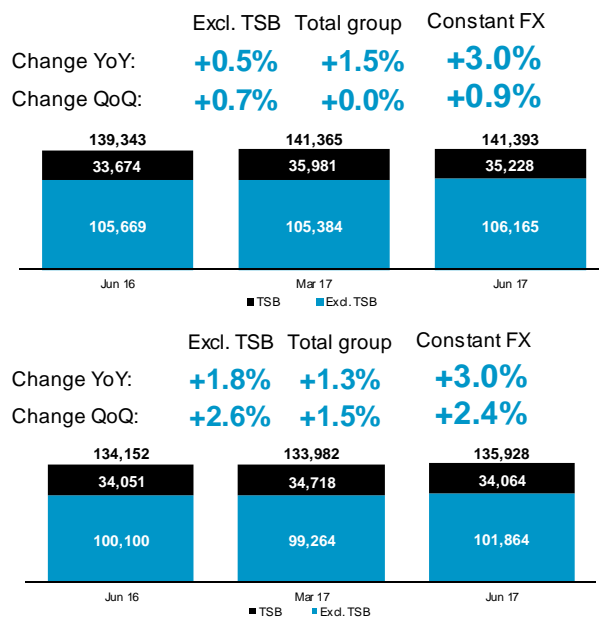 Excl. TSB Total group Constant FX
Change YoY: +0.5% +1.5% +3.0%
Change QoQ: +0.7% +0.0% +0.9%
139,343 141,365 141,393
33,674 35,981 35,228
105,669 105,384 106,165
Jun 16 Mar 17 Jun 17
TSB Excl. TSB
Excl. TSB Total group Constant FX
Change YoY: +1.8% +1.3% +3.0%
Change QoQ: +2.6% +1.5% +2.4%
134,152 133,982 135,928
34,051 34,718 34,064
100,100 99,264 101,864
Jun 16 Mar 17 Jun 17
TSB Excl. TSB